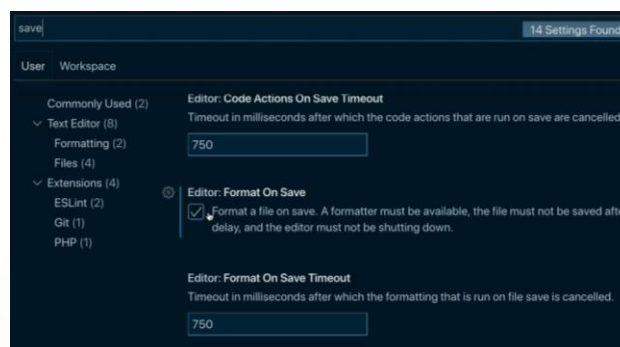 save
14 Settings Found
User Workspace
Commonly Used (2)
Text Editor (8)
Formatting (2)
Files (4)
Extensions (4)
ESLint (2)
Git (1)
PHP (1)
Editor: Code Actions On Save Timeout
Timeout in milliseconds after which the code actions that are run on save are cancelled
750
Editor: Format On Save
Format a file on save. A formatter must be available, the file must not be saved afte
delay, and the editor must not be shutting down.
Editor: Format On Save Timeout
Timeout in milliseconds after which the formatting that is run on file save is cancelled.
750